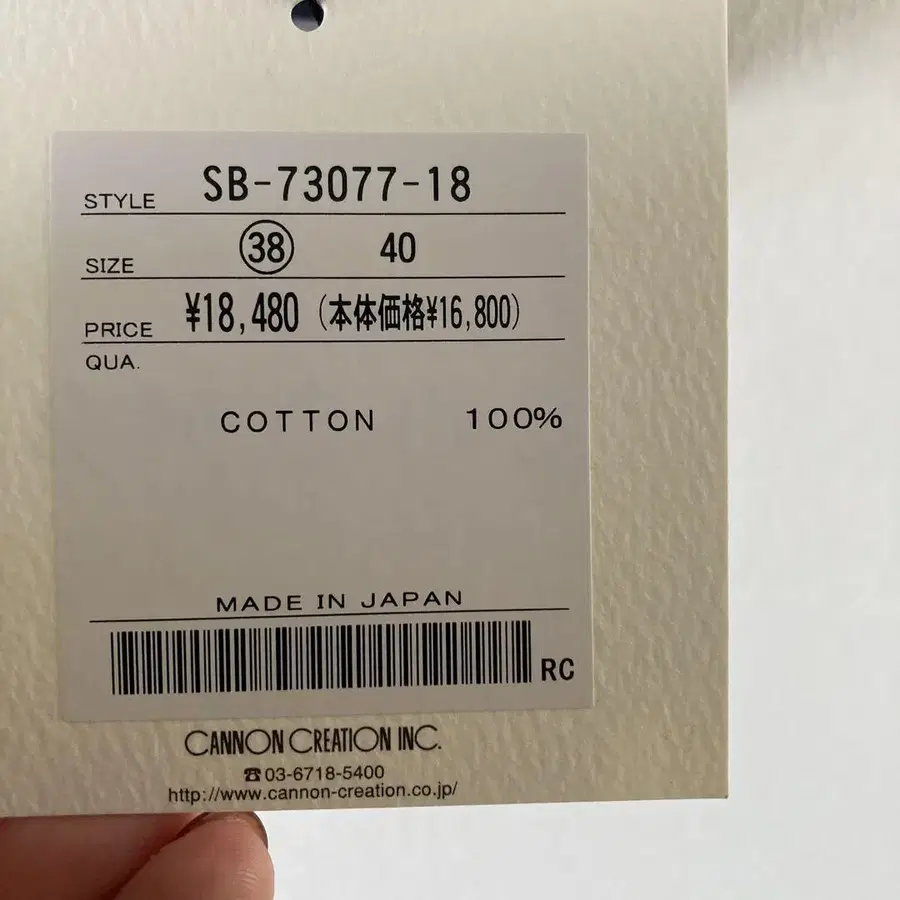 STYLE SB-73077-18
SIZE 38 40
PRICE ¥18,480 (本体価格¥16,800)
QUA.
COTTON 100%
MADE IN JAPAN
RC
CANNON CREATION INC.
☎03-6718-5400
http://www.cannon-creation.co.jp/